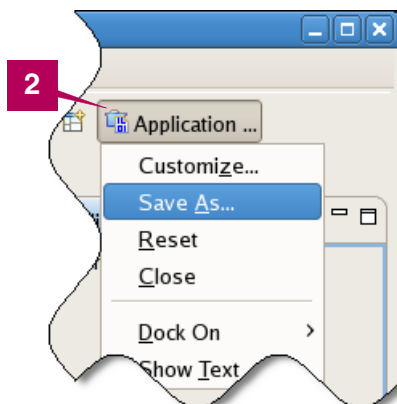 2
Application ...
Customize...
Save As...
Reset
Close
Dock On
Show Text